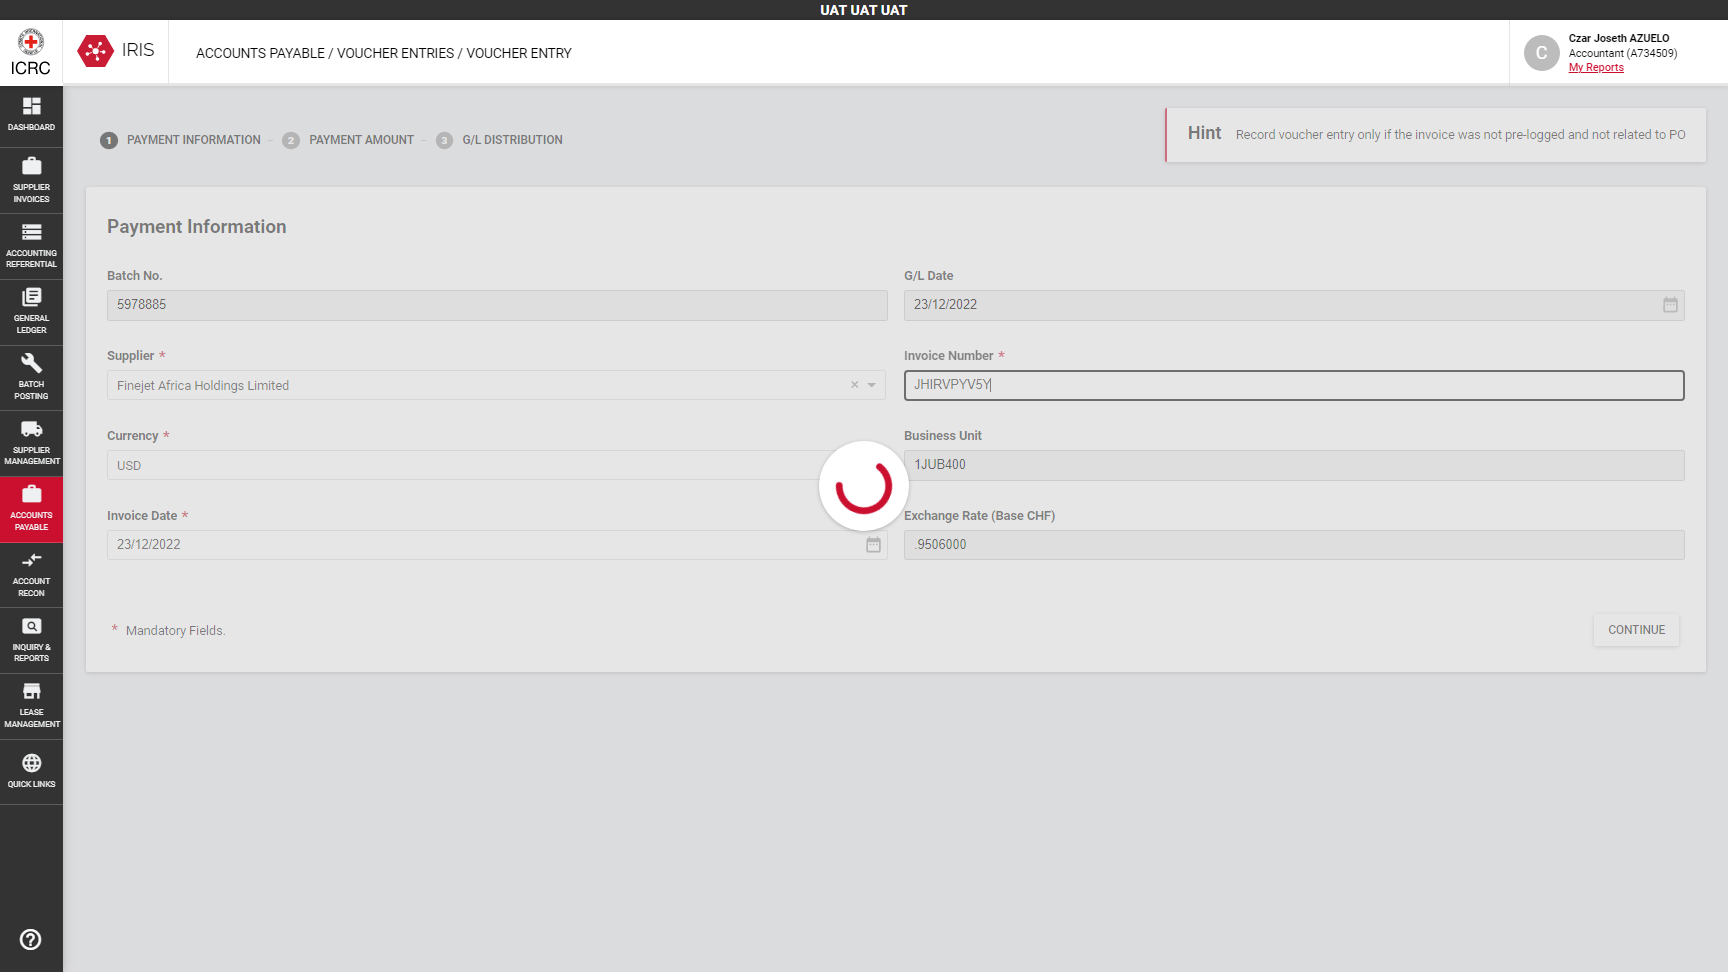 UAT UAT UAT
ICRC
IRIS
ACCOUNTS PAYABLE / VOUCHER ENTRIES / VOUCHER ENTRY
C
Czar Joseth AZUELO
Accountant (A734509)
My Reports
DASHBOARD
SUPPLIER
INVOICES
ACCOUNTING
REFERENTIAL
GENERAL
LEDGER
BATCH
POSTING
SUPPLIER
MANAGEMENT
ACCOUNTS
PAYABLE
ACCOUNT
RECON
INQUIRY &
REPORTS
LEASE
MANAGEMENT
QUICK LINKS
1 PAYMENT INFORMATION - 2 PAYMENT AMOUNT - 3 G/L DISTRIBUTION
Hint Record voucher entry only if the invoice was not pre-logged and not related to PO
Payment Information
Batch No.
5978885
G/L Date
23/12/2022
Supplier *
Finejet Africa Holdings Limited
Invoice Number *
JHIRVPYV5Y
Currency *
USD
Business Unit
1JUB400
Invoice Date *
23/12/2022
Exchange Rate (Base CHF)
.9506000
* Mandatory Fields.
CONTINUE